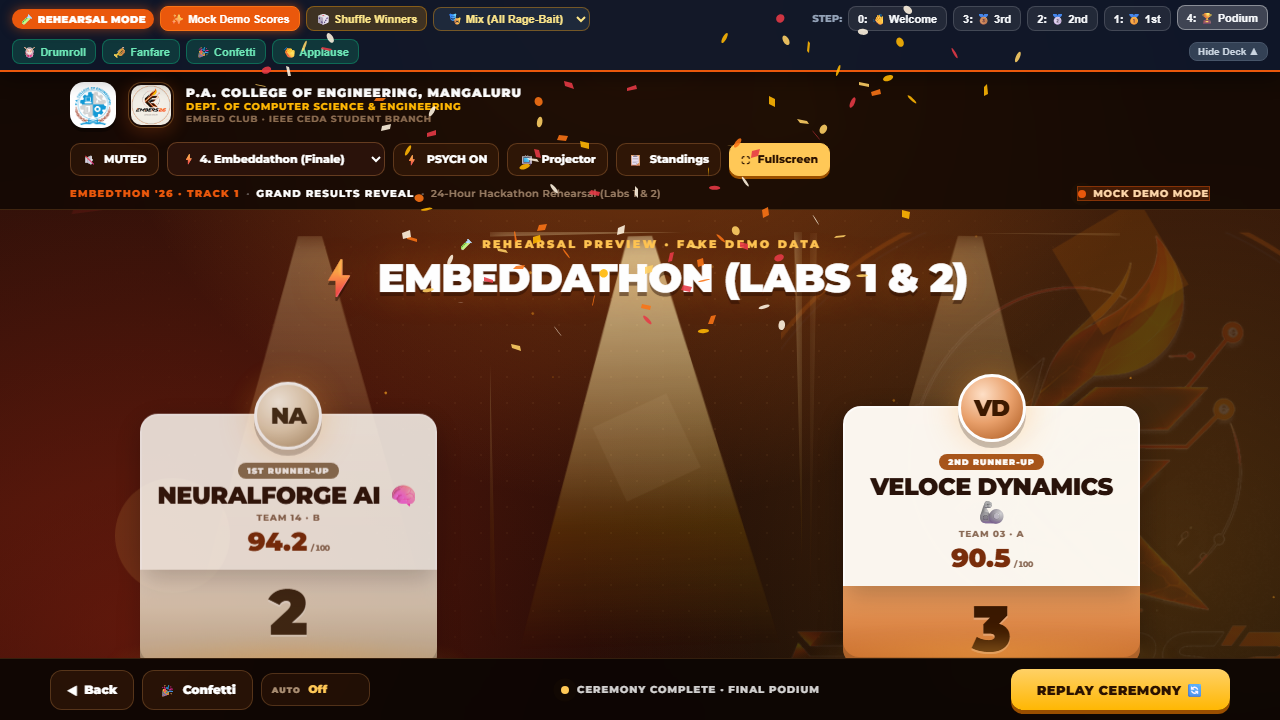 REHEARSAL MODE
Mock Demo Scores
Shuffle Winners
Mix (All Rage-Bait)
STEP:
0: Welcome
3: 3rd
2: 2nd
1: 1st
4: Podium
Drumroll
Fanfare
Confetti
Applause
Hide Deck ▲
P.A. COLLEGE OF ENGINEERING, MANGALURU
DEPT. OF COMPUTER SCIENCE & ENGINEERING
EMBED CLUB · IEEE CEDA STUDENT BRANCH
MUTED
4. Embeddathon (Finale)
PSYCH ON
Projector
Standings
Fullscreen
EMBEDTHON '26 · TRACK 1 · GRAND RESULTS REVEAL · 24-Hour Hackathon Rehearsal (Labs 1 & 2)
MOCK DEMO MODE
REHEARSAL PREVIEW · FAKE DEMO DATA
EMBEDDATHON (LABS 1 & 2)
NA
1ST RUNNER-UP
NEURALFORGE AI
TEAM 14 · B
94.2 /100
2
VD
2ND RUNNER-UP
VELOCE DYNAMICS
TEAM 03 · A
90.5 /100
3
◀ Back
Confetti
AUTO Off
CEREMONY COMPLETE · FINAL PODIUM
REPLAY CEREMONY